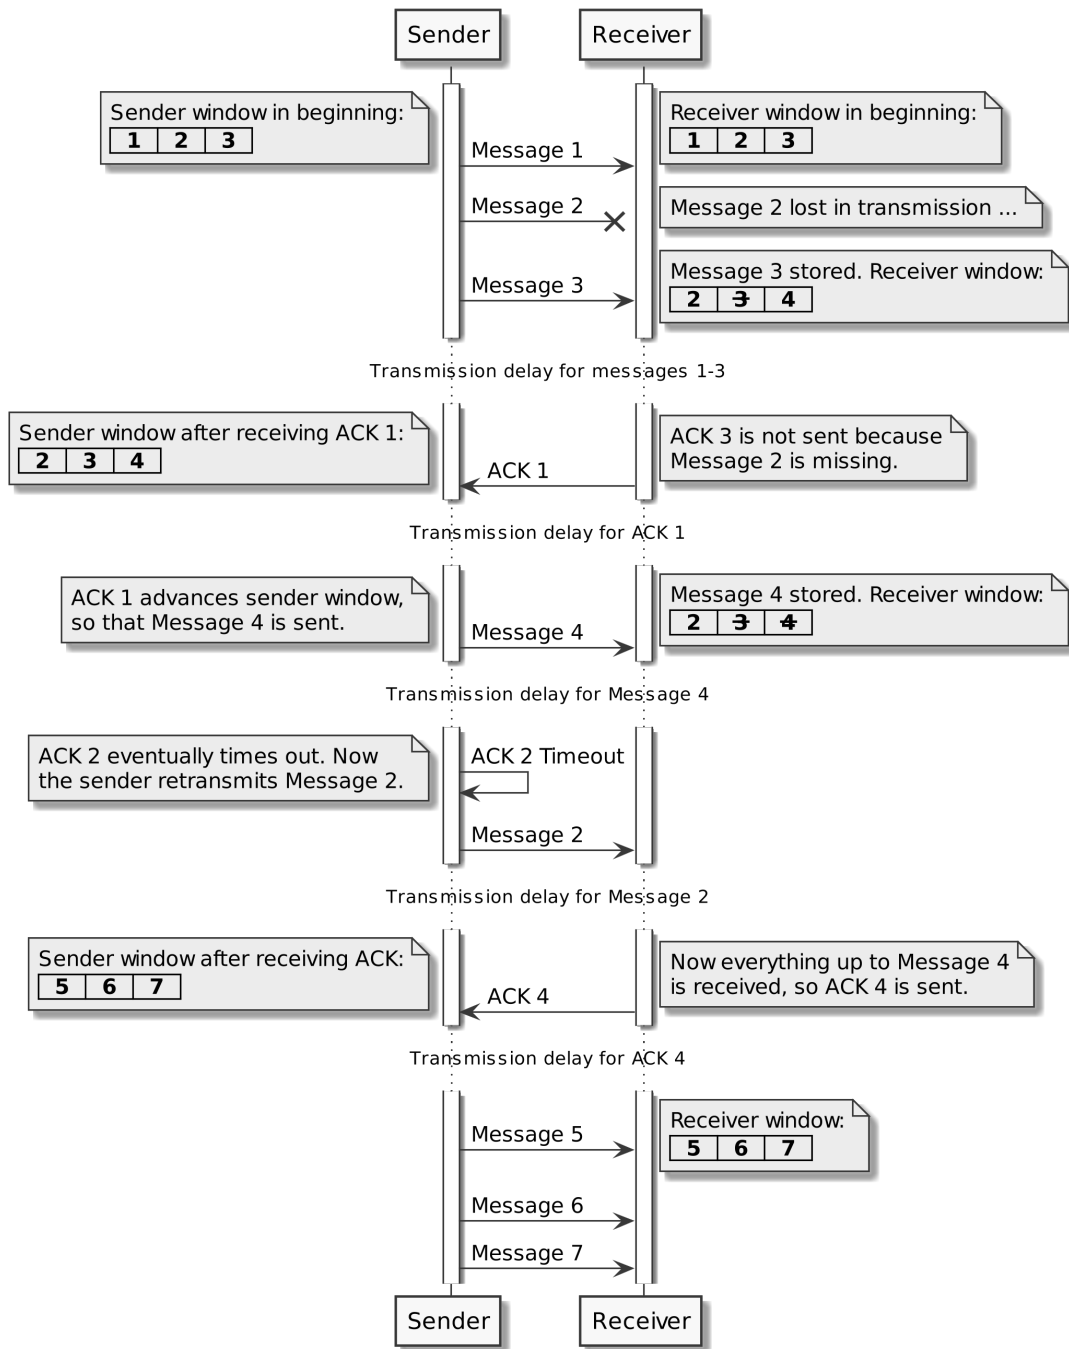 Sender Receiver
Sender window in beginning:
1 2 3
Receiver window in beginning:
1 2 3
Message 1
Message 2
Message 2 lost in transmission ...
Message 3
Message 3 stored. Receiver window:
2 3 4
Transmission delay for messages 1-3
Sender window after receiving ACK 1:
2 3 4
ACK 3 is not sent because
Message 2 is missing.
ACK 1
Transmission delay for ACK 1
ACK 1 advances sender window,
so that Message 4 is sent.
Message 4 stored. Receiver window:
2 3 4
Message 4
Transmission delay for Message 4
ACK 2 eventually times out. Now
the sender retransmits Message 2.
ACK 2 Timeout
Message 2
Transmission delay for Message 2
Sender window after receiving ACK:
5 6 7
Now everything up to Message 4
is received, so ACK 4 is sent.
ACK 4
Transmission delay for ACK 4
Receiver window:
5 6 7
Message 5
Message 6
Message 7
Sender Receiver